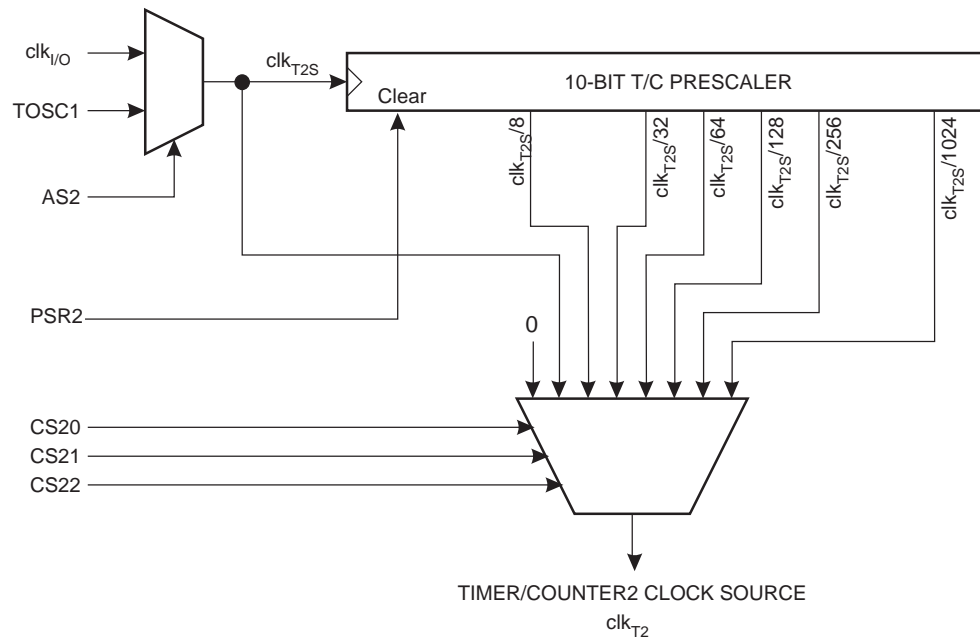 clkI/O
clkT2S
10-BIT T/C PRESCALER
TOSC1
Clear
clkT2S/8
clkT2S/32
clkT2S/64
clkT2S/128
clkT2S/256
clkT2S/1024
AS2
PSR2
0
CS20
CS21
CS22
TIMER/COUNTER2 CLOCK SOURCE
clkT2